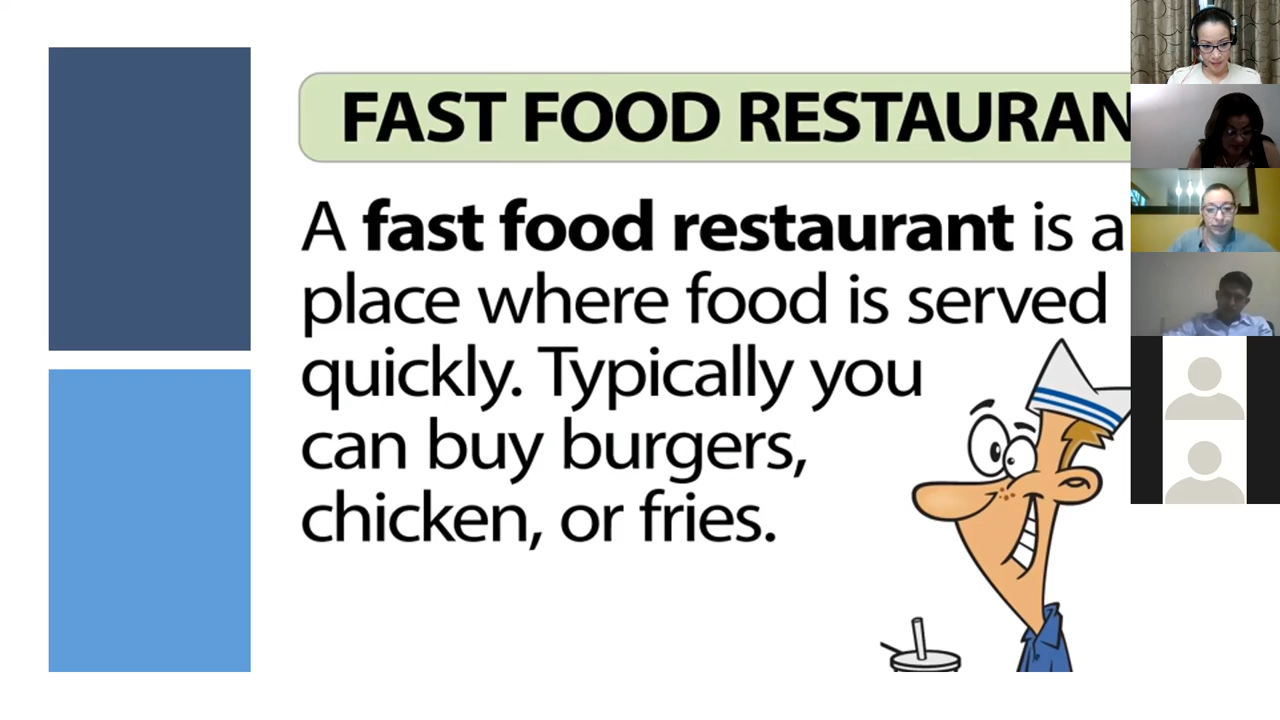 FAST FOOD RESTAURAN
A fast food restaurant is a
place where food is served
quickly. Typically you
can buy burgers,
chicken, or fries.